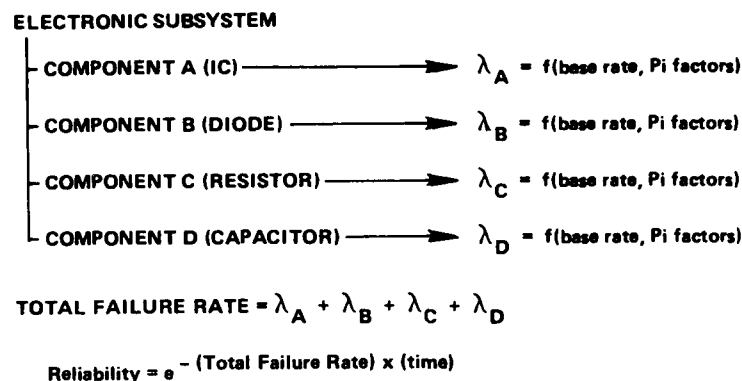 ELECTRONIC SUBSYSTEM
COMPONENT A (IC) λA = f(base rate, Pi factors)
COMPONENT B (DIODE) λB = f(base rate, Pi factors)
COMPONENT C (RESISTOR) λC = f(base rate, Pi factors)
COMPONENT D (CAPACITOR) λD = f(base rate, Pi factors)
TOTAL FAILURE RATE = λA + λB + λC + λD
Reliability = e - (Total Failure Rate) x (time)